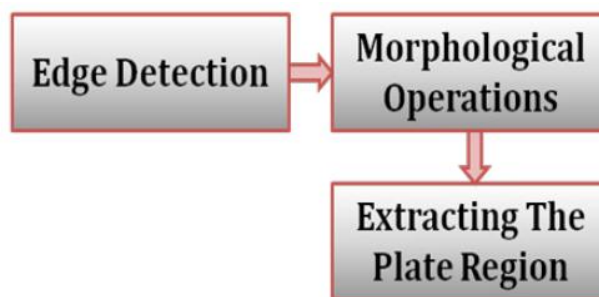 Edge Detection
Morphological
Operations
Extracting The
Plate Region